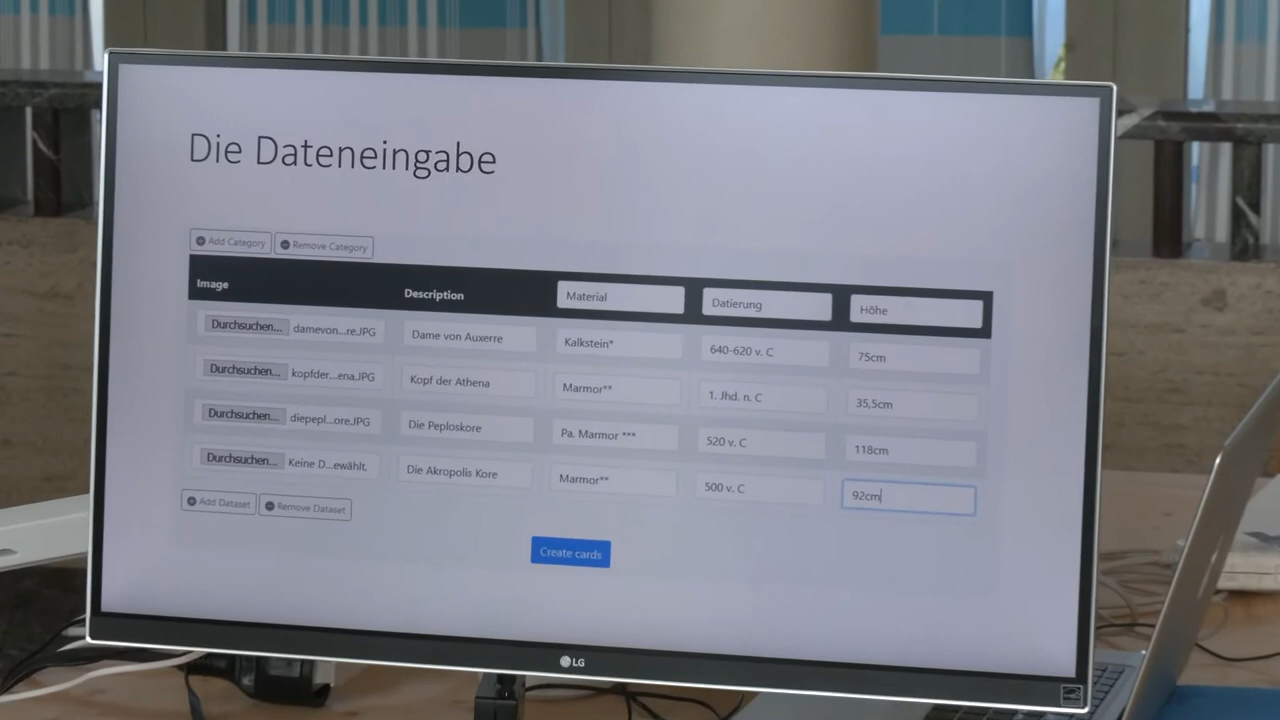 Die Dateneingabe
Add Category Remove Category
Image Description Material Datierung Höhe
Durchsuchen... damevon...re.JPG Dame von Auxerre Kalkstein* 640-620 v. C 75cm
Durchsuchen... kopfder...ena.JPG Kopf der Athena Marmor** 1. Jhd. n. C 35,5cm
Durchsuchen... diepepl...ore.JPG Die Peploskore Pa. Marmor *** 520 v. C 118cm
Durchsuchen... Keine D...ewählt. Die Akropolis Kore Marmor** 500 v. C 92cm
Add Dataset Remove Dataset
Create cards
LG